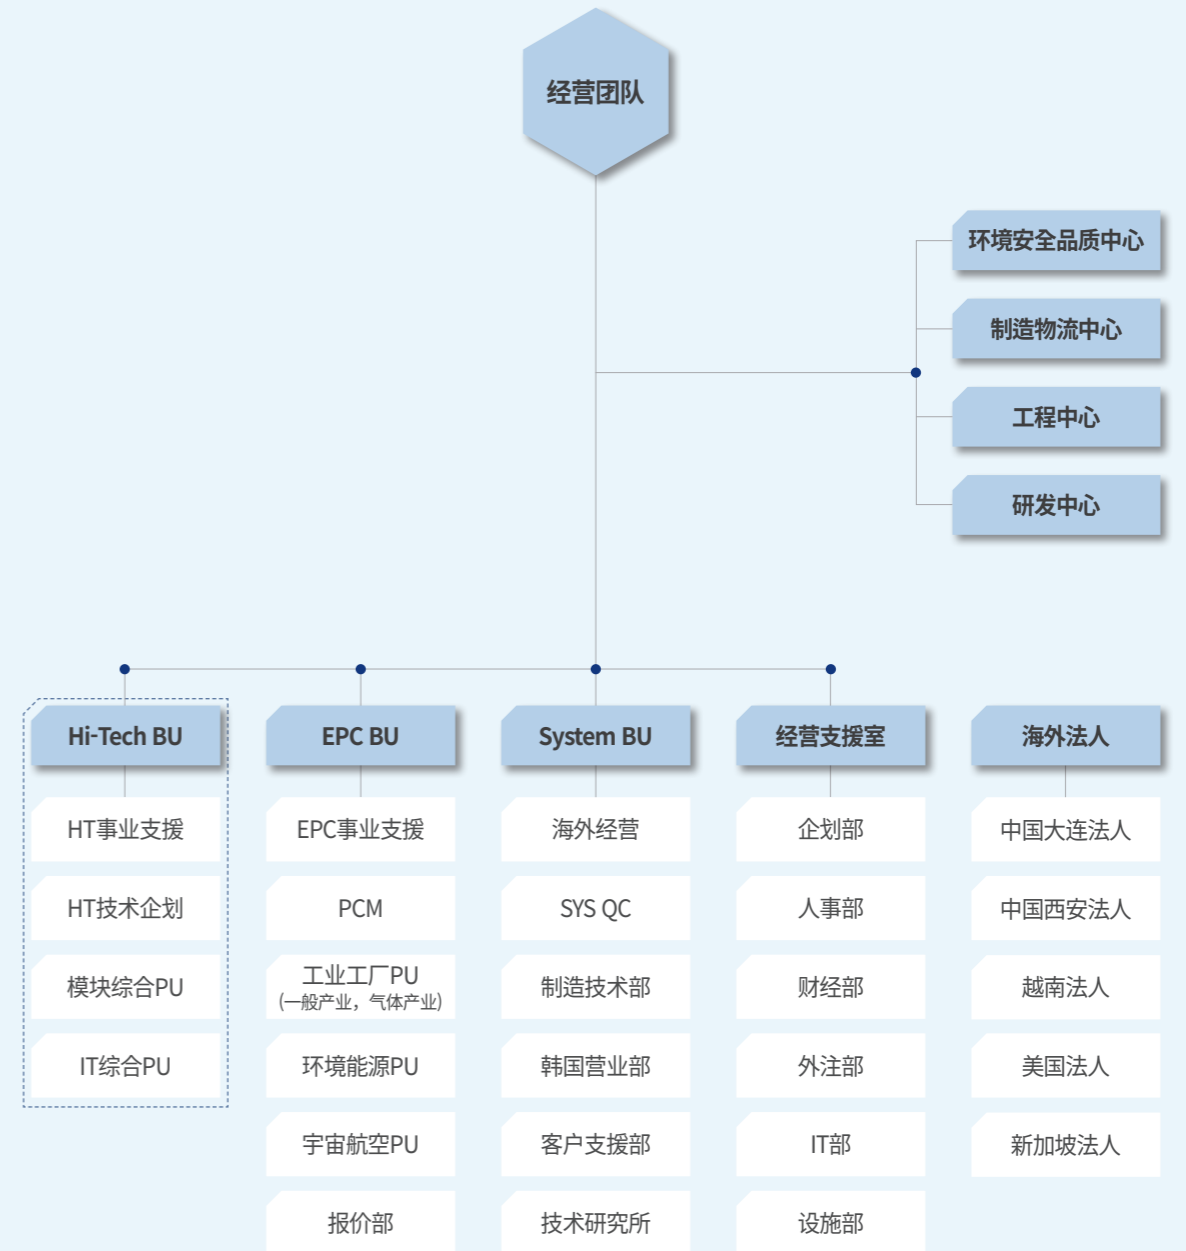 经营团队
环境安全品质中心
制造物流中心
工程中心
研发中心
Hi-Tech BU
HT事业支援
HT技术企划
模块综合PU
IT综合PU
EPC BU
EPC事业支援
PCM
工业工厂PU
(一般产业，气体产业)
环境能源PU
宇宙航空PU
报价部
System BU
海外经营
SYS QC
制造技术部
韩国营业部
客户支援部
技术研究所
经营支援室
企划部
人事部
财经部
外注部
IT部
设施部
海外法人
中国大连法人
中国西安法人
越南法人
美国法人
新加坡法人